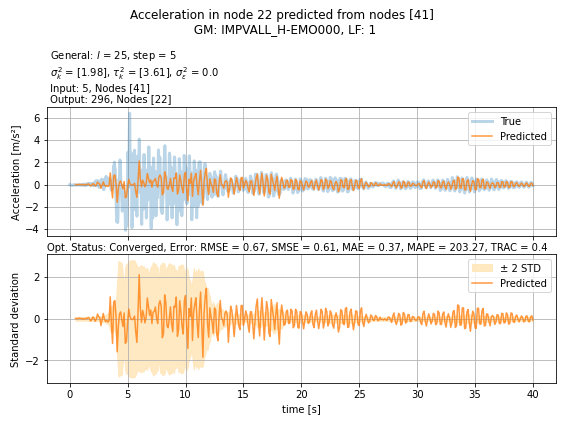 Acceleration in node 22 predicted from nodes [41]
GM: IMPVALL_H-EMO000, LF: 1
General: l = 25, step = 5
σ²ₖ = [1.98], τ²ₖ = [3.61], σ²ε = 0.0
Input: 5, Nodes [41]
Output: 296, Nodes [22]
Acceleration [m/s²]
6
4
2
0
−2
−4
True
Predicted
Opt. Status: Converged, Error: RMSE = 0.67, SMSE = 0.61, MAE = 0.37, MAPE = 203.27, TRAC = 0.4
Standard deviation
2
0
−2
± 2 STD
Predicted
0 5 10 15 20 25 30 35 40
time [s]